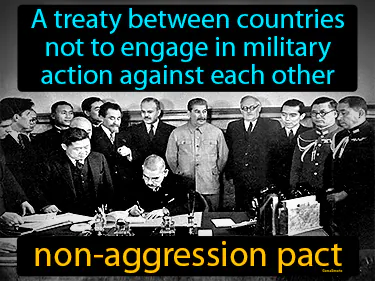 A treaty between countries
not to engage in military
action against each other
non-aggression pact